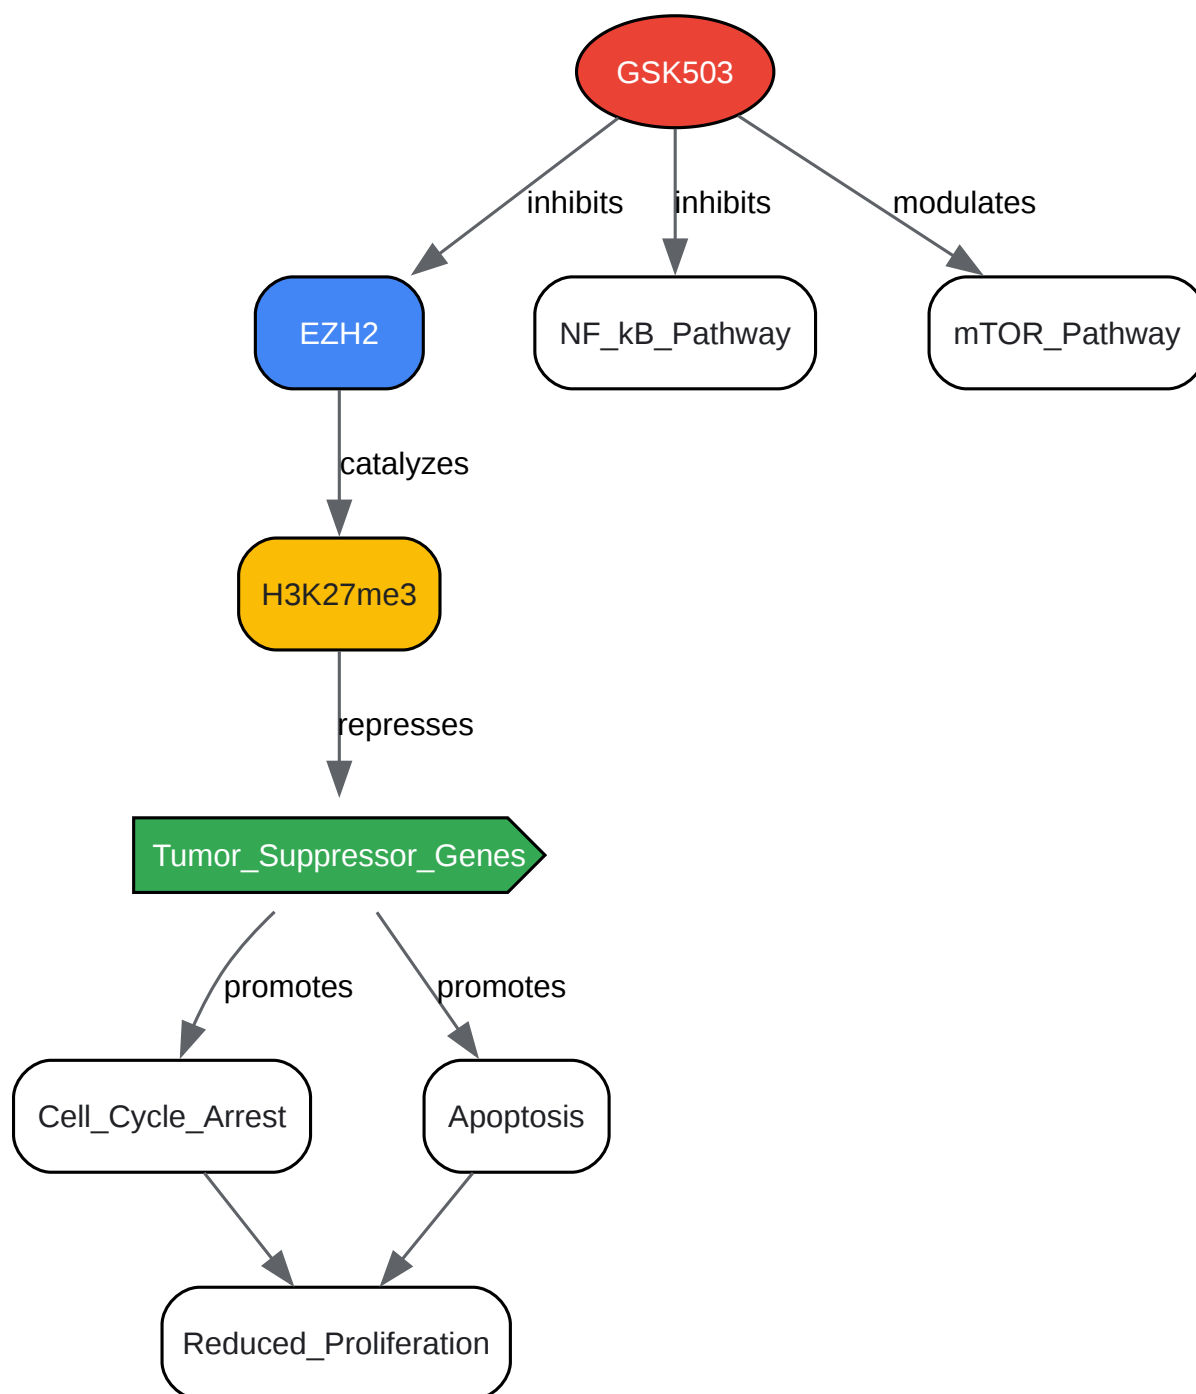 GSK503
inhibits
inhibits
modulates
EZH2
NF_kB_Pathway
mTOR_Pathway
catalyzes
H3K27me3
represses
Tumor_Suppressor_Genes
promotes
promotes
Cell_Cycle_Arrest
Apoptosis
Reduced_Proliferation